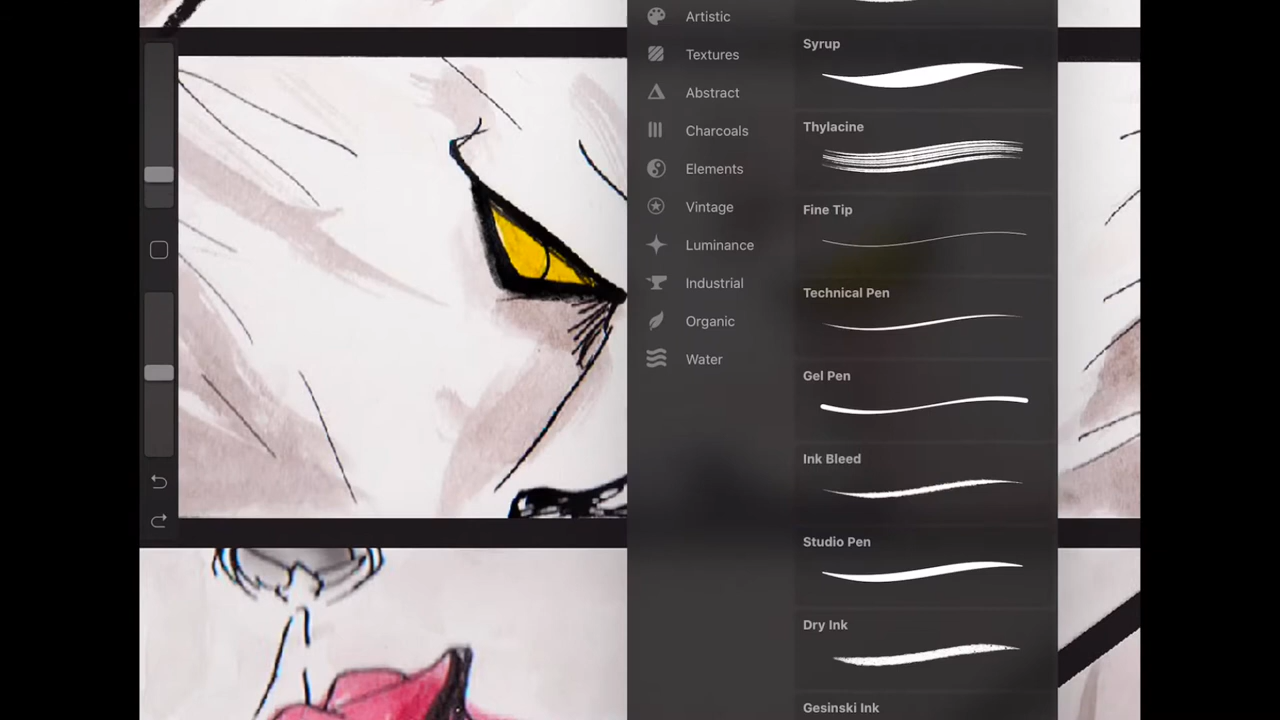 Artistic
Textures
Abstract
Charcoals
Elements
Vintage
Luminance
Industrial
Organic
Water
Syrup
Thylacine
Fine Tip
Technical Pen
Gel Pen
Ink Bleed
Studio Pen
Dry Ink
Gesinski Ink